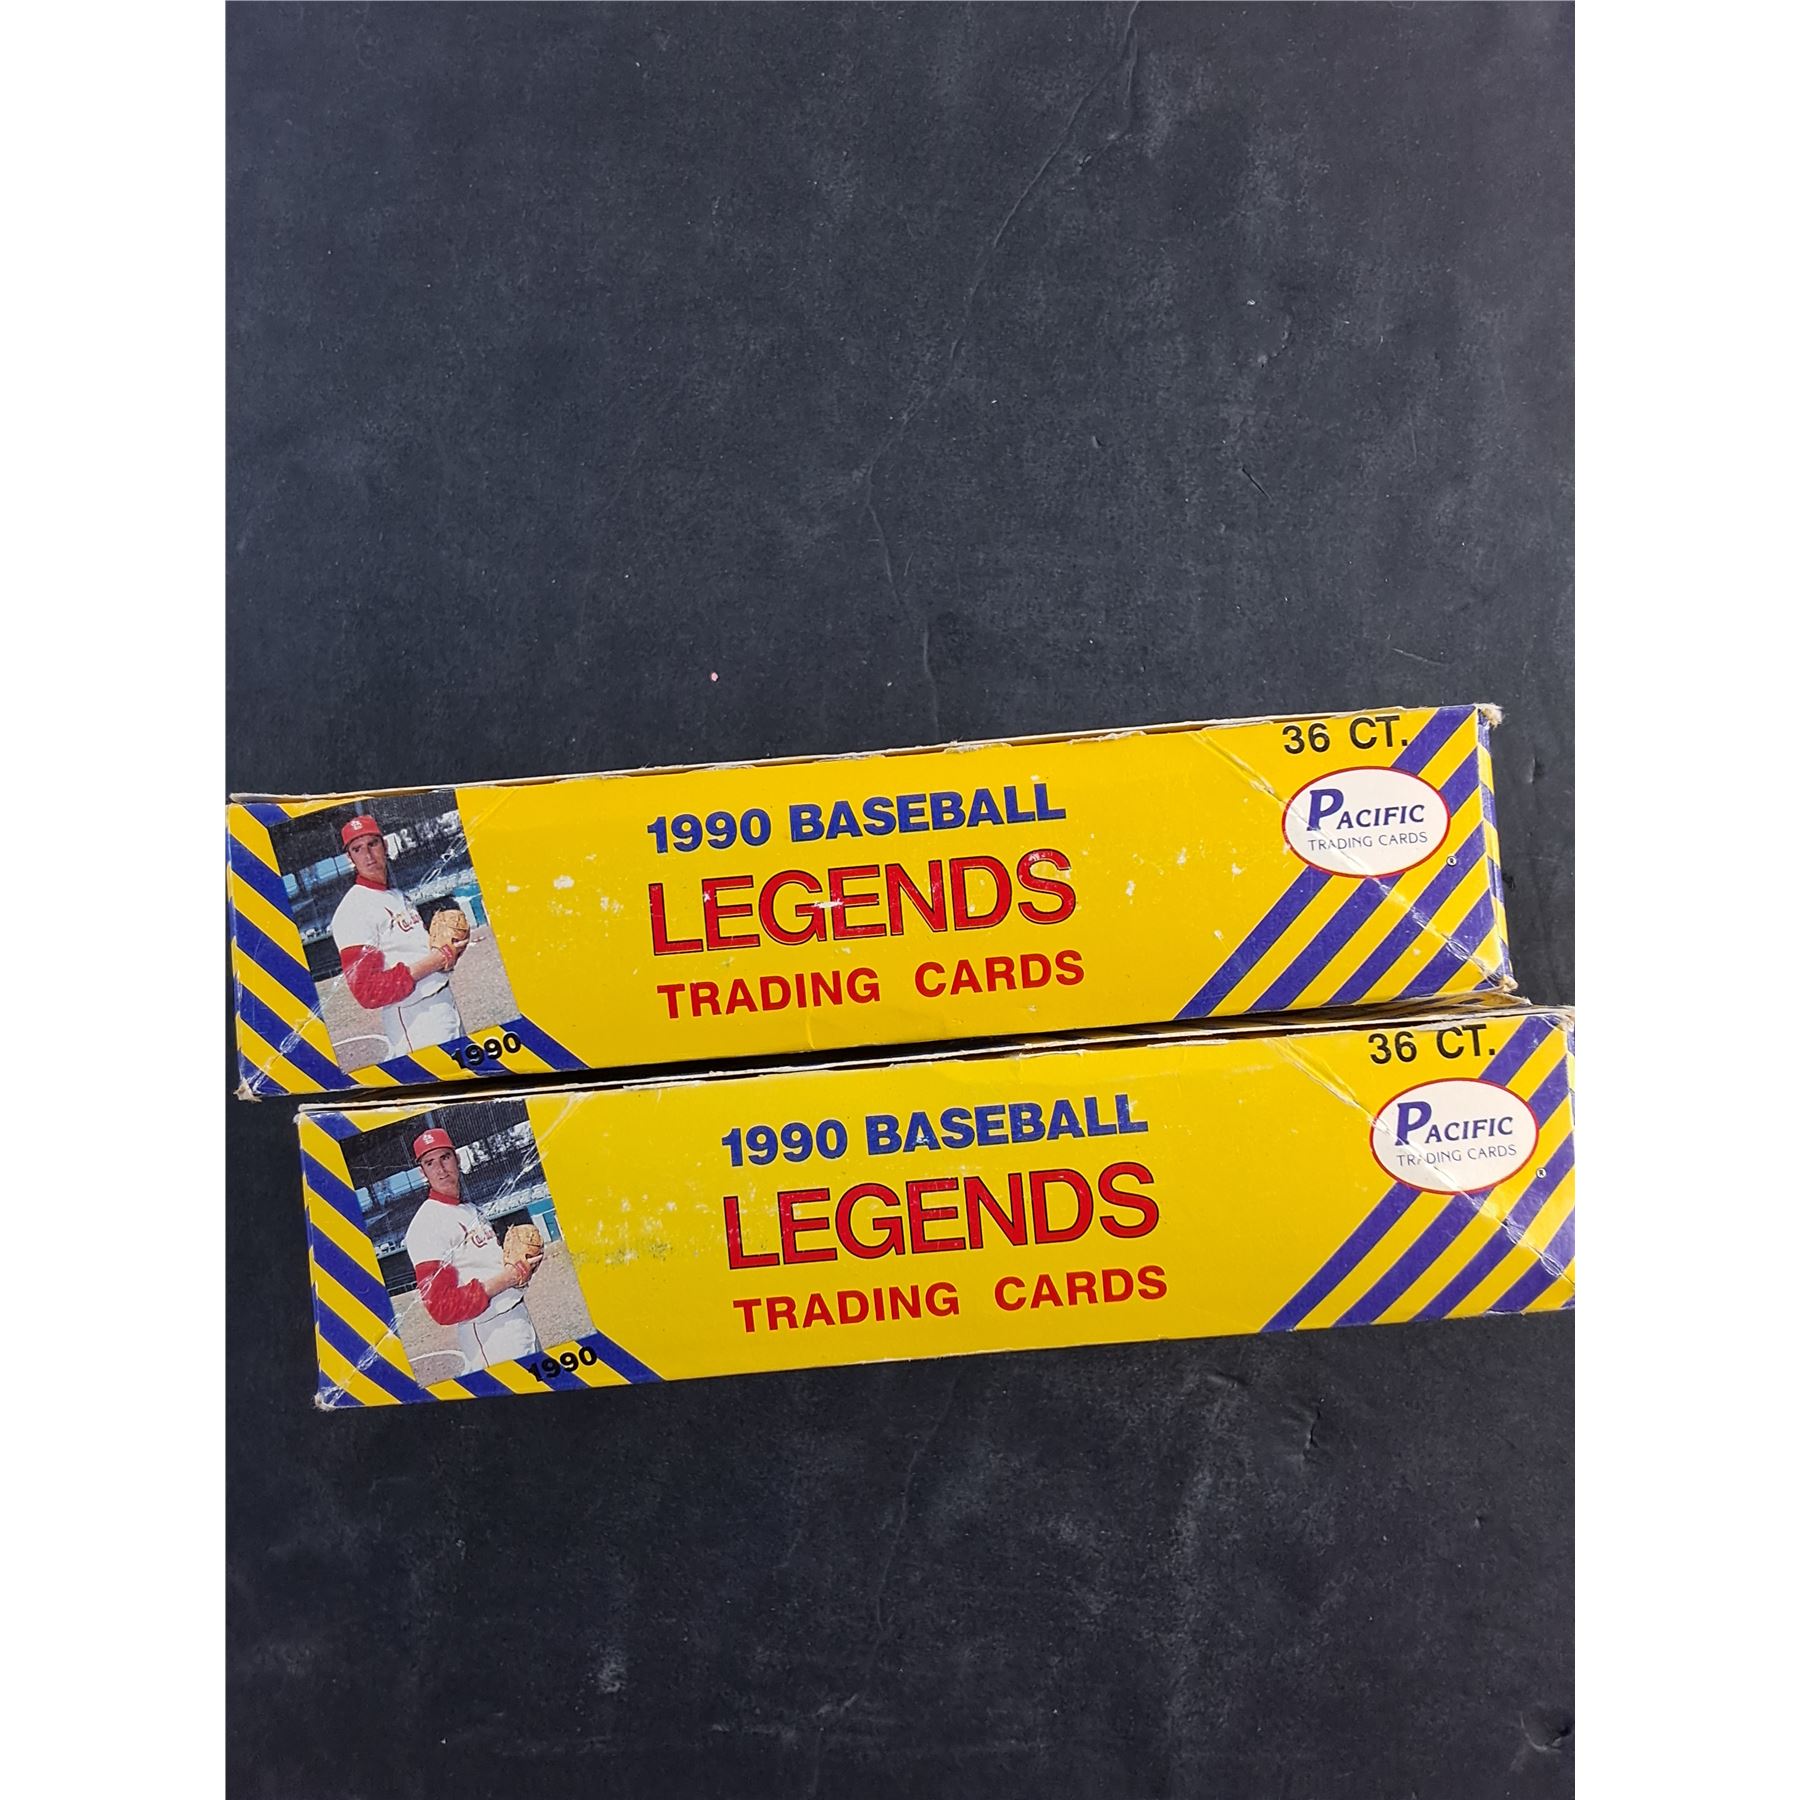 36 CT.
1990 BASEBALL
PACIFIC
TRADING CARDS
®
LEGENDS
TRADING CARDS
1990
36 CT.
1990 BASEBALL
PACIFIC
TRADING CARDS
®
LEGENDS
TRADING CARDS
1990